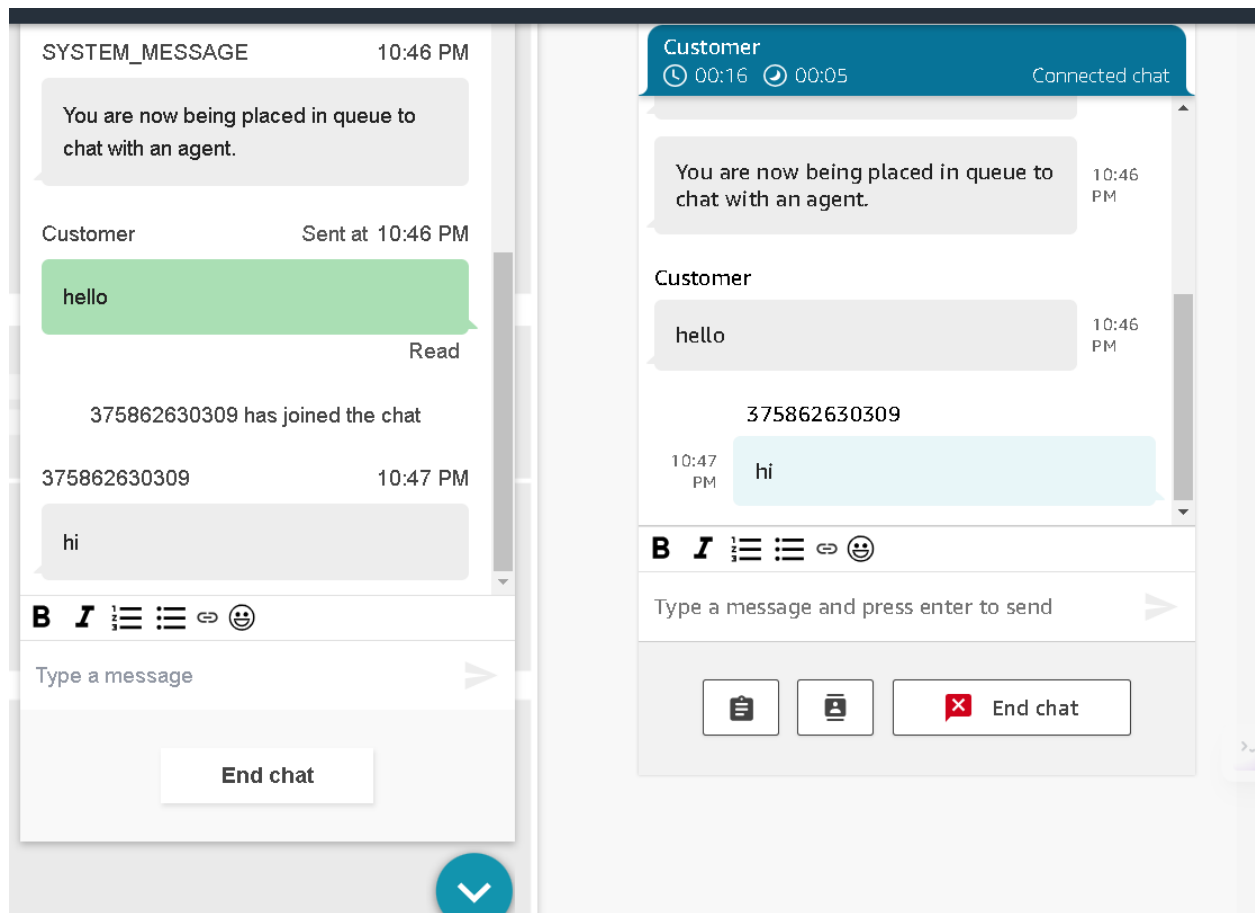 SYSTEM_MESSAGE 10:46 PM
You are now being placed in queue to
chat with an agent.
Customer Sent at 10:46 PM
hello
Read
375862630309 has joined the chat
375862630309 10:47 PM
hi
B I
Type a message
End chat
Customer
00:16 00:05 Connected chat
You are now being placed in queue to
chat with an agent.
10:46
PM
Customer
hello
10:46
PM
375862630309
10:47
PM
hi
B I
Type a message and press enter to send
End chat